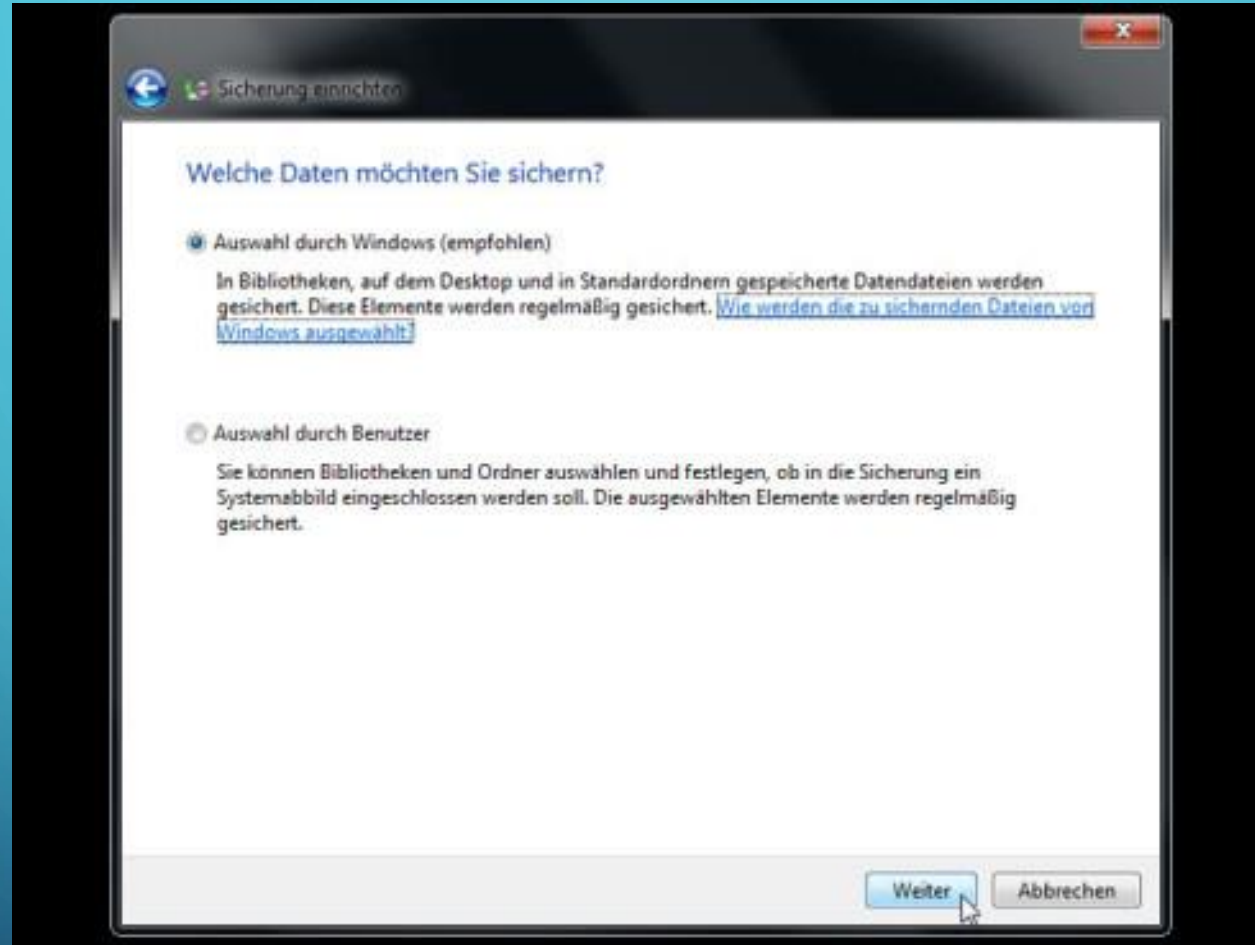 Sicherung einrichten
Welche Daten möchten Sie sichern?
Auswahl durch Windows (empfohlen)
In Bibliotheken, auf dem Desktop und in Standardordnern gespeicherte Datendateien werden
gesichert. Diese Elemente werden regelmäßig gesichert. Wie werden die zu sichernden Dateien von
Windows ausgewählt?
Auswahl durch Benutzer
Sie können Bibliotheken und Ordner auswählen und festlegen, ob in die Sicherung ein
Systemabbild eingeschlossen werden soll. Die ausgewählten Elemente werden regelmäßig
gesichert.
Weiter Abbrechen